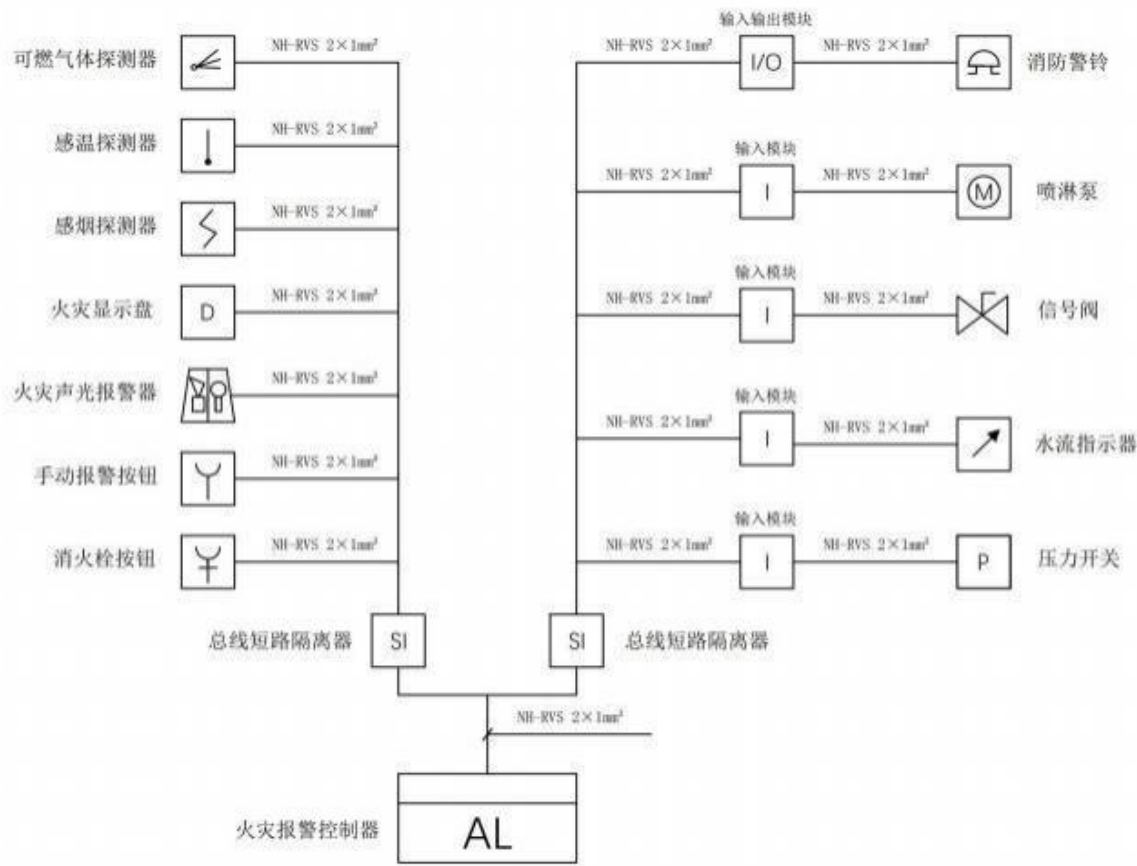 可燃气体探测器
NH-RVS 2×1mm²
感温探测器
NH-RVS 2×1mm²
感烟探测器
NH-RVS 2×1mm²
火灾显示盘
D
NH-RVS 2×1mm²
火灾声光报警器
NH-RVS 2×1mm²
手动报警按钮
NH-RVS 2×1mm²
消火栓按钮
NH-RVS 2×1mm²
总线短路隔离器
SI
输入输出模块
NH-RVS 2×1mm²
I/O
NH-RVS 2×1mm²
消防警铃
输入模块
NH-RVS 2×1mm²
I
NH-RVS 2×1mm²
M
喷淋泵
输入模块
NH-RVS 2×1mm²
I
NH-RVS 2×1mm²
信号阀
输入模块
NH-RVS 2×1mm²
I
NH-RVS 2×1mm²
水流指示器
输入模块
NH-RVS 2×1mm²
I
NH-RVS 2×1mm²
P
压力开关
SI
总线短路隔离器
NH-RVS 2×1mm²
火灾报警控制器
AL